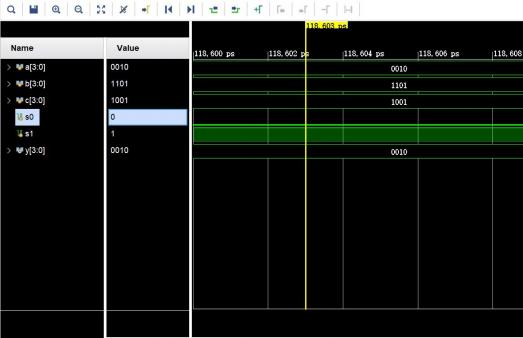 118,603 ps
Name Value
118,600 ps 118,602 ps 118,604 ps 118,606 ps 118,608
a[3:0] 0010 0010
b[3:0] 1101 1101
c[3:0] 1001 1001
s0 0
s1 1
y[3:0] 0010 0010